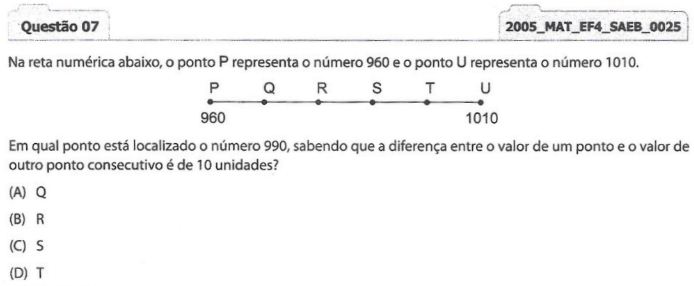 Questão 07
2005_MAT_EF4_SAEB_0025
Na reta numérica abaixo, o ponto P representa o número 960 e o ponto U representa o número 1010.
P Q R S T U
960 1010
Em qual ponto está localizado o número 990, sabendo que a diferença entre o valor de um ponto e o valor de
outro ponto consecutivo é de 10 unidades?
(A) Q
(B) R
(C) S
(D) T